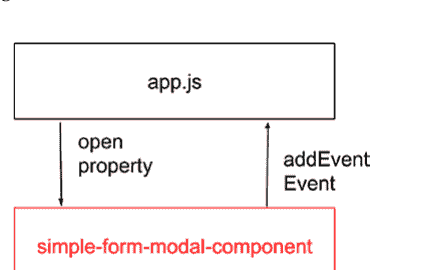 app.js
open
property
addEvent
Event
simple-form-modal-component